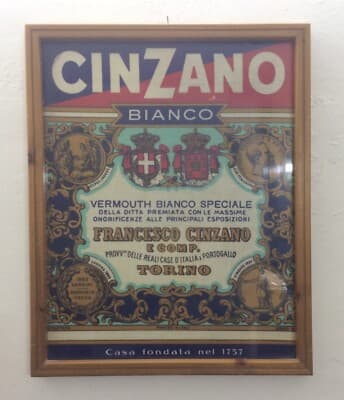 CINZANO
BIANCO
VERMOUTH BIANCO SPECIALE
DELLA DITTA PREMIATA CON LE MASSIME
ONORIFICENZE ALLE PRINCIPALI ESPOSIZIONI
FRANCESCO CINZANO
E COMP.
PROVV.ri DELLE REALI CASE D'ITALIA E PORTOGALLO
TORINO
Casa fondata nel 1757